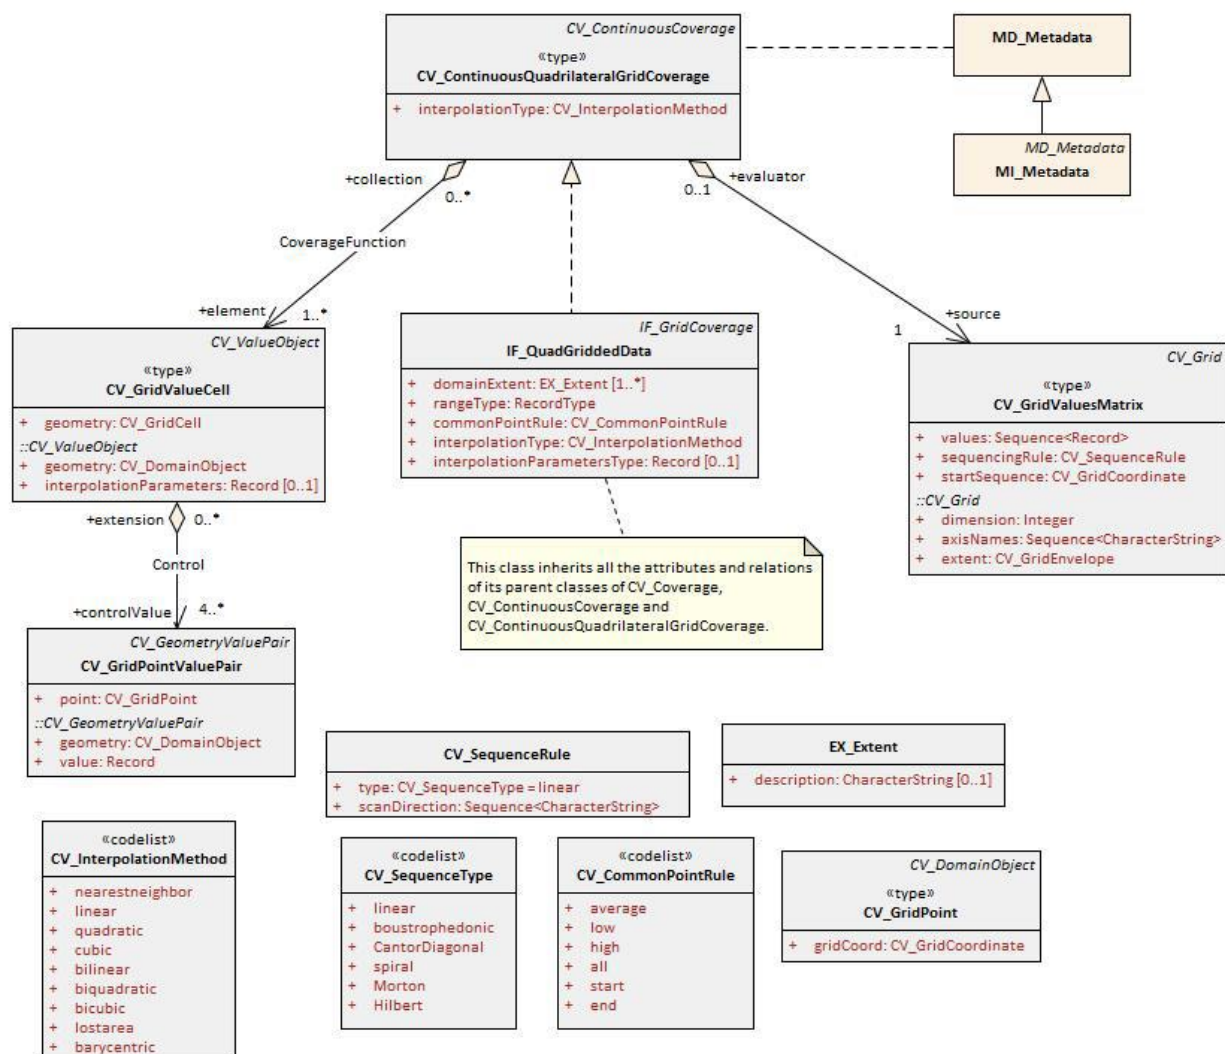 CV_ContinuousCoverage
«type»
CV_ContinuousQuadrilateralGridCoverage
+ interpolationType: CV_InterpolationMethod
MD_Metadata
MD_Metadata
MI_Metadata
+collection
0..*
+evaluator
0..1
CoverageFunction
+element
1..*
+source
1
CV_ValueObject
«type»
CV_GridValueCell
+ geometry: CV_GridCell
::CV_ValueObject
+ geometry: CV_DomainObject
+ interpolationParameters: Record [0..1]
IF_GridCoverage
IF_QuadGriddedData
+ domainExtent: EX_Extent [1..*]
+ rangeType: RecordType
+ commonPointRule: CV_CommonPointRule
+ interpolationType: CV_InterpolationMethod
+ interpolationParametersType: Record [0..1]
CV_Grid
«type»
CV_GridValuesMatrix
+ values: Sequence<Record>
+ sequencingRule: CV_SequenceRule
+ startSequence: CV_GridCoordinate
::CV_Grid
+ dimension: Integer
+ axisNames: Sequence<CharacterString>
+ extent: CV_GridEnvelope
+extension
0..*
Control
+controlValue
4..*
This class inherits all the attributes and relations
of its parent classes of CV_Coverage,
CV_ContinuousCoverage and
CV_ContinuousQuadrilateralGridCoverage.
CV_GeometryValuePair
CV_GridPointValuePair
+ point: CV_GridPoint
::CV_GeometryValuePair
+ geometry: CV_DomainObject
+ value: Record
CV_SequenceRule
+ type: CV_SequenceType = linear
+ scanDirection: Sequence<CharacterString>
EX_Extent
+ description: CharacterString [0..1]
«codelist»
CV_InterpolationMethod
+ nearestneighbor
+ linear
+ quadratic
+ cubic
+ bilinear
+ biquadratic
+ bicubic
+ lostarea
+ barycentric
«codelist»
CV_SequenceType
+ linear
+ boustrophedonic
+ CantorDiagonal
+ spiral
+ Morton
+ Hilbert
«codelist»
CV_CommonPointRule
+ average
+ low
+ high
+ all
+ start
+ end
CV_DomainObject
«type»
CV_GridPoint
+ gridCoord: CV_GridCoordinate